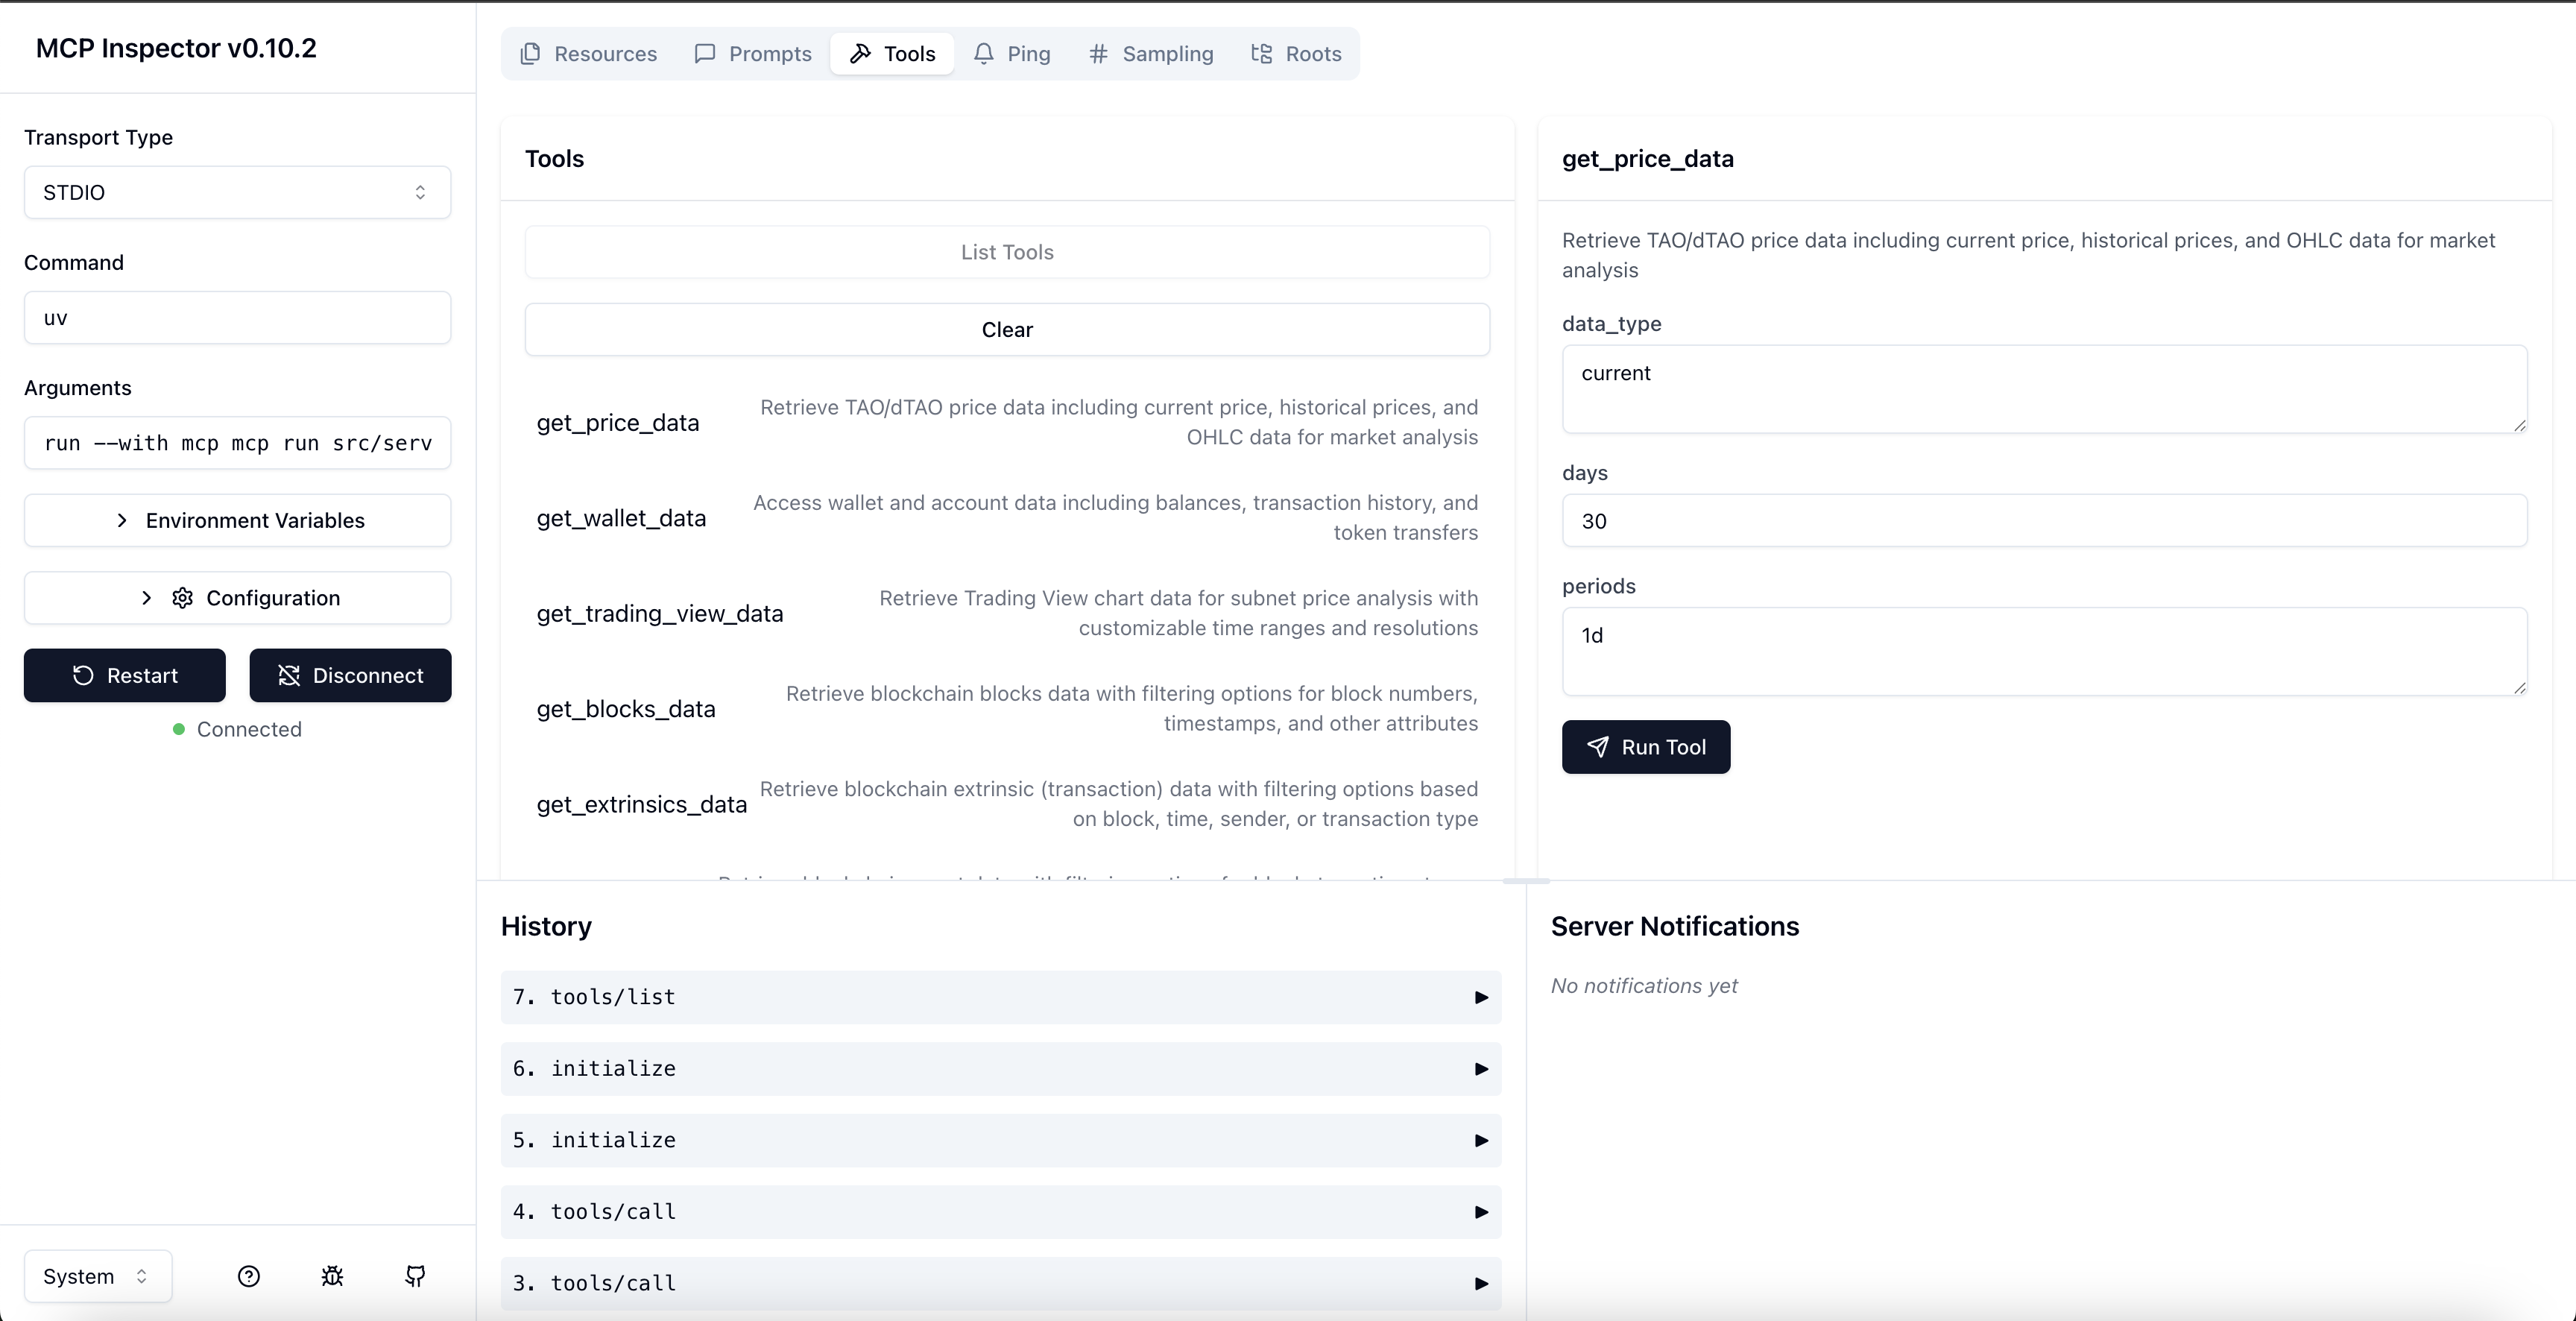 MCP Inspector v0.10.2
Transport Type
STDIO
Command
uv
Arguments
run --with mcp mcp run src/serv
Environment Variables
Configuration
Restart
Disconnect
Connected
System
Resources
Prompts
Tools
Ping
Sampling
Roots
Tools
List Tools
Clear
get_price_data
Retrieve TAO/dTAO price data including current price, historical prices, and
OHLC data for market analysis
get_wallet_data
Access wallet and account data including balances, transaction history, and
token transfers
get_trading_view_data
Retrieve Trading View chart data for subnet price analysis with
customizable time ranges and resolutions
get_blocks_data
Retrieve blockchain blocks data with filtering options for block numbers,
timestamps, and other attributes
get_extrinsics_data
Retrieve blockchain extrinsic (transaction) data with filtering options based
on block, time, sender, or transaction type
get_price_data
Retrieve TAO/dTAO price data including current price, historical prices, and OHLC data for market
analysis
data_type
current
days
30
periods
1d
Run Tool
History
7. tools/list
6. initialize
5. initialize
4. tools/call
3. tools/call
Server Notifications
No notifications yet